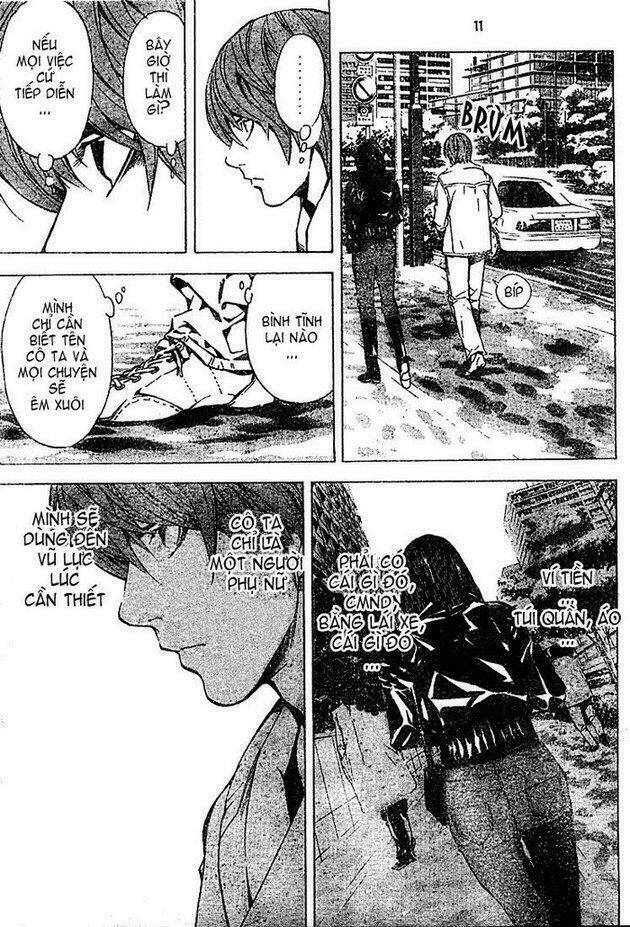 11
BRÙM
BÍP
......
BÂY
GIỜ
THÌ
LÀM
GÌ?
NẾU
MỌI VIỆC
CỨ
TIẾP DIỄN
...
BÌNH TĨNH
LẠI NÀO
...
MÌNH
CHỈ CẦN
BIẾT TÊN
CÔ TA VÀ
MỌI CHUYỆN
SẼ
ÊM XUÔI
VÍ TIỀN
...
TÚI QUẦN, ÁO
...
PHẢI CÓ
CÁI GÌ ĐÓ,
CMND,
BẰNG LÁI XE,
CÁI GÌ ĐÓ
...
CÔ TA
CHỈ LÀ
MỘT NGƯỜI
PHỤ NỮ
MÌNH SẼ
DÙNG ĐẾN
VŨ LỰC
LÚC
CẦN THIẾT